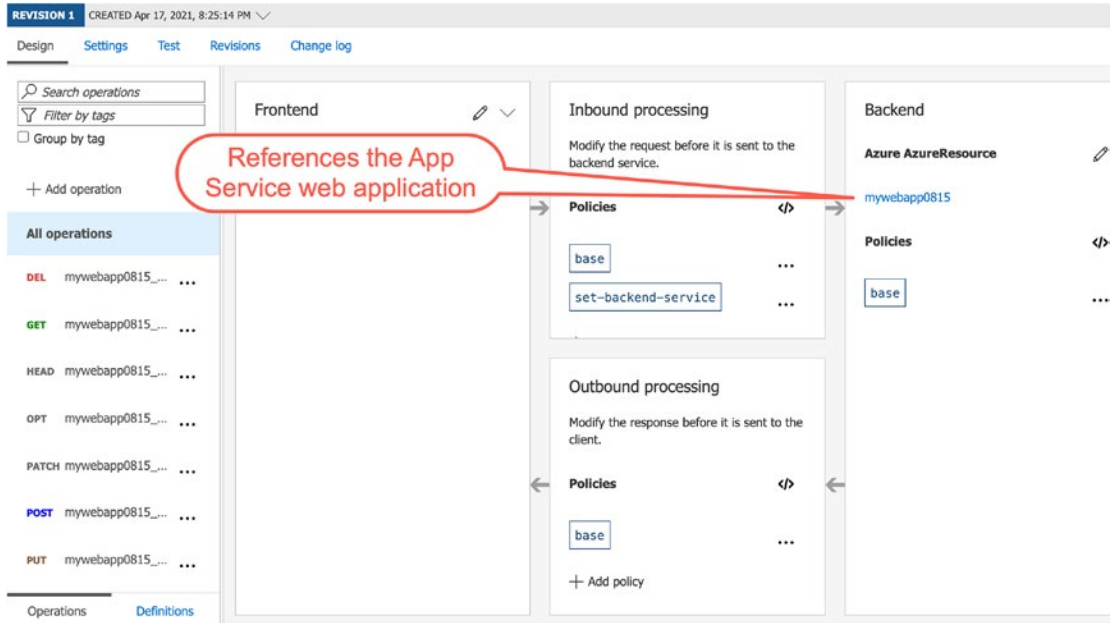 REVISION 1 CREATED Apr 17, 2021, 8:25:14 PM
Design Settings Test Revisions Change log
Search operations
Filter by tags
Group by tag
+ Add operation
All operations
DEL mywebapp0815_... ...
GET mywebapp0815_... ...
HEAD mywebapp0815_... ...
OPT mywebapp0815_... ...
PATCH mywebapp0815_... ...
POST mywebapp0815_... ...
PUT mywebapp0815_... ...
Operations Definitions
Frontend
References the App
Service web application
Inbound processing
Modify the request before it is sent to the
backend service.
Policies </>
base ...
set-backend-service ...
Outbound processing
Modify the response before it is sent to the
client.
Policies </>
base ...
+ Add policy
Backend
Azure AzureResource
mywebapp0815
Policies </>
base ...